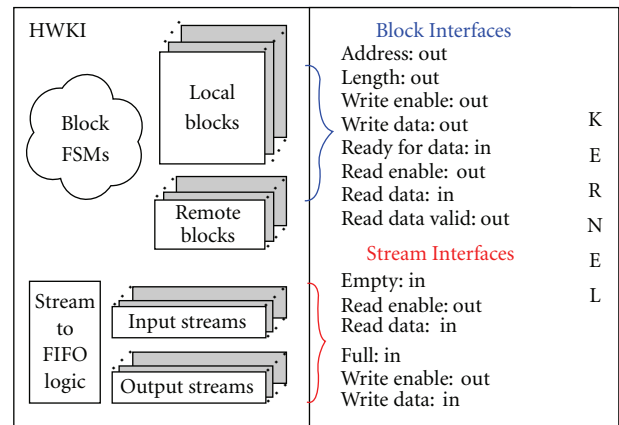 HWKI
Block
FSMs
Local
blocks
Remote
blocks
Stream
to
FIFO
logic
Input streams
Output streams
Block Interfaces
Address: out
Length: out
Write enable: out
Write data: out
Ready for data: in
Read enable: out
Read data: in
Read data valid: out
Stream Interfaces
Empty: in
Read enable: out
Read data: in
Full: in
Write enable: out
Write data: in
K
E
R
N
E
L